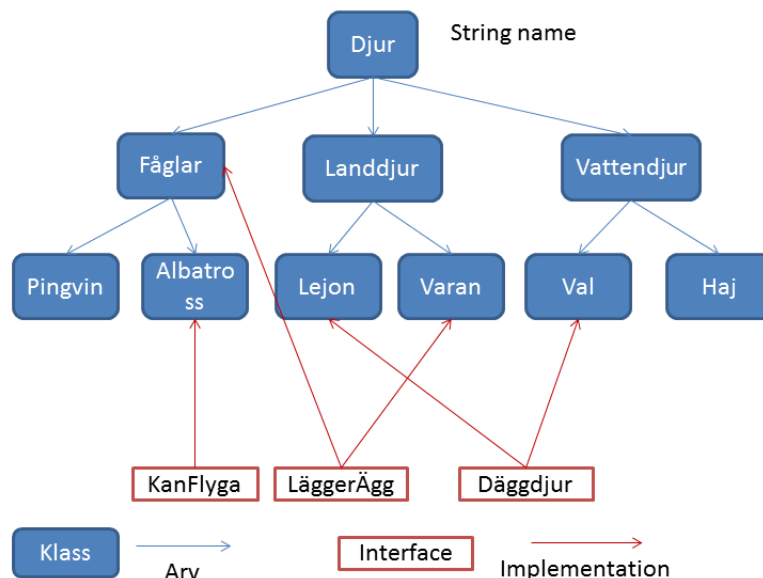 Djur
String name
Fåglar
Landdjur
Vattendjur
Pingvin
Albatro
ss
Lejon
Varan
Val
Haj
KanFlyga
LäggerÄgg
Däggdjur
Klass
Arv
Interface
Implementation